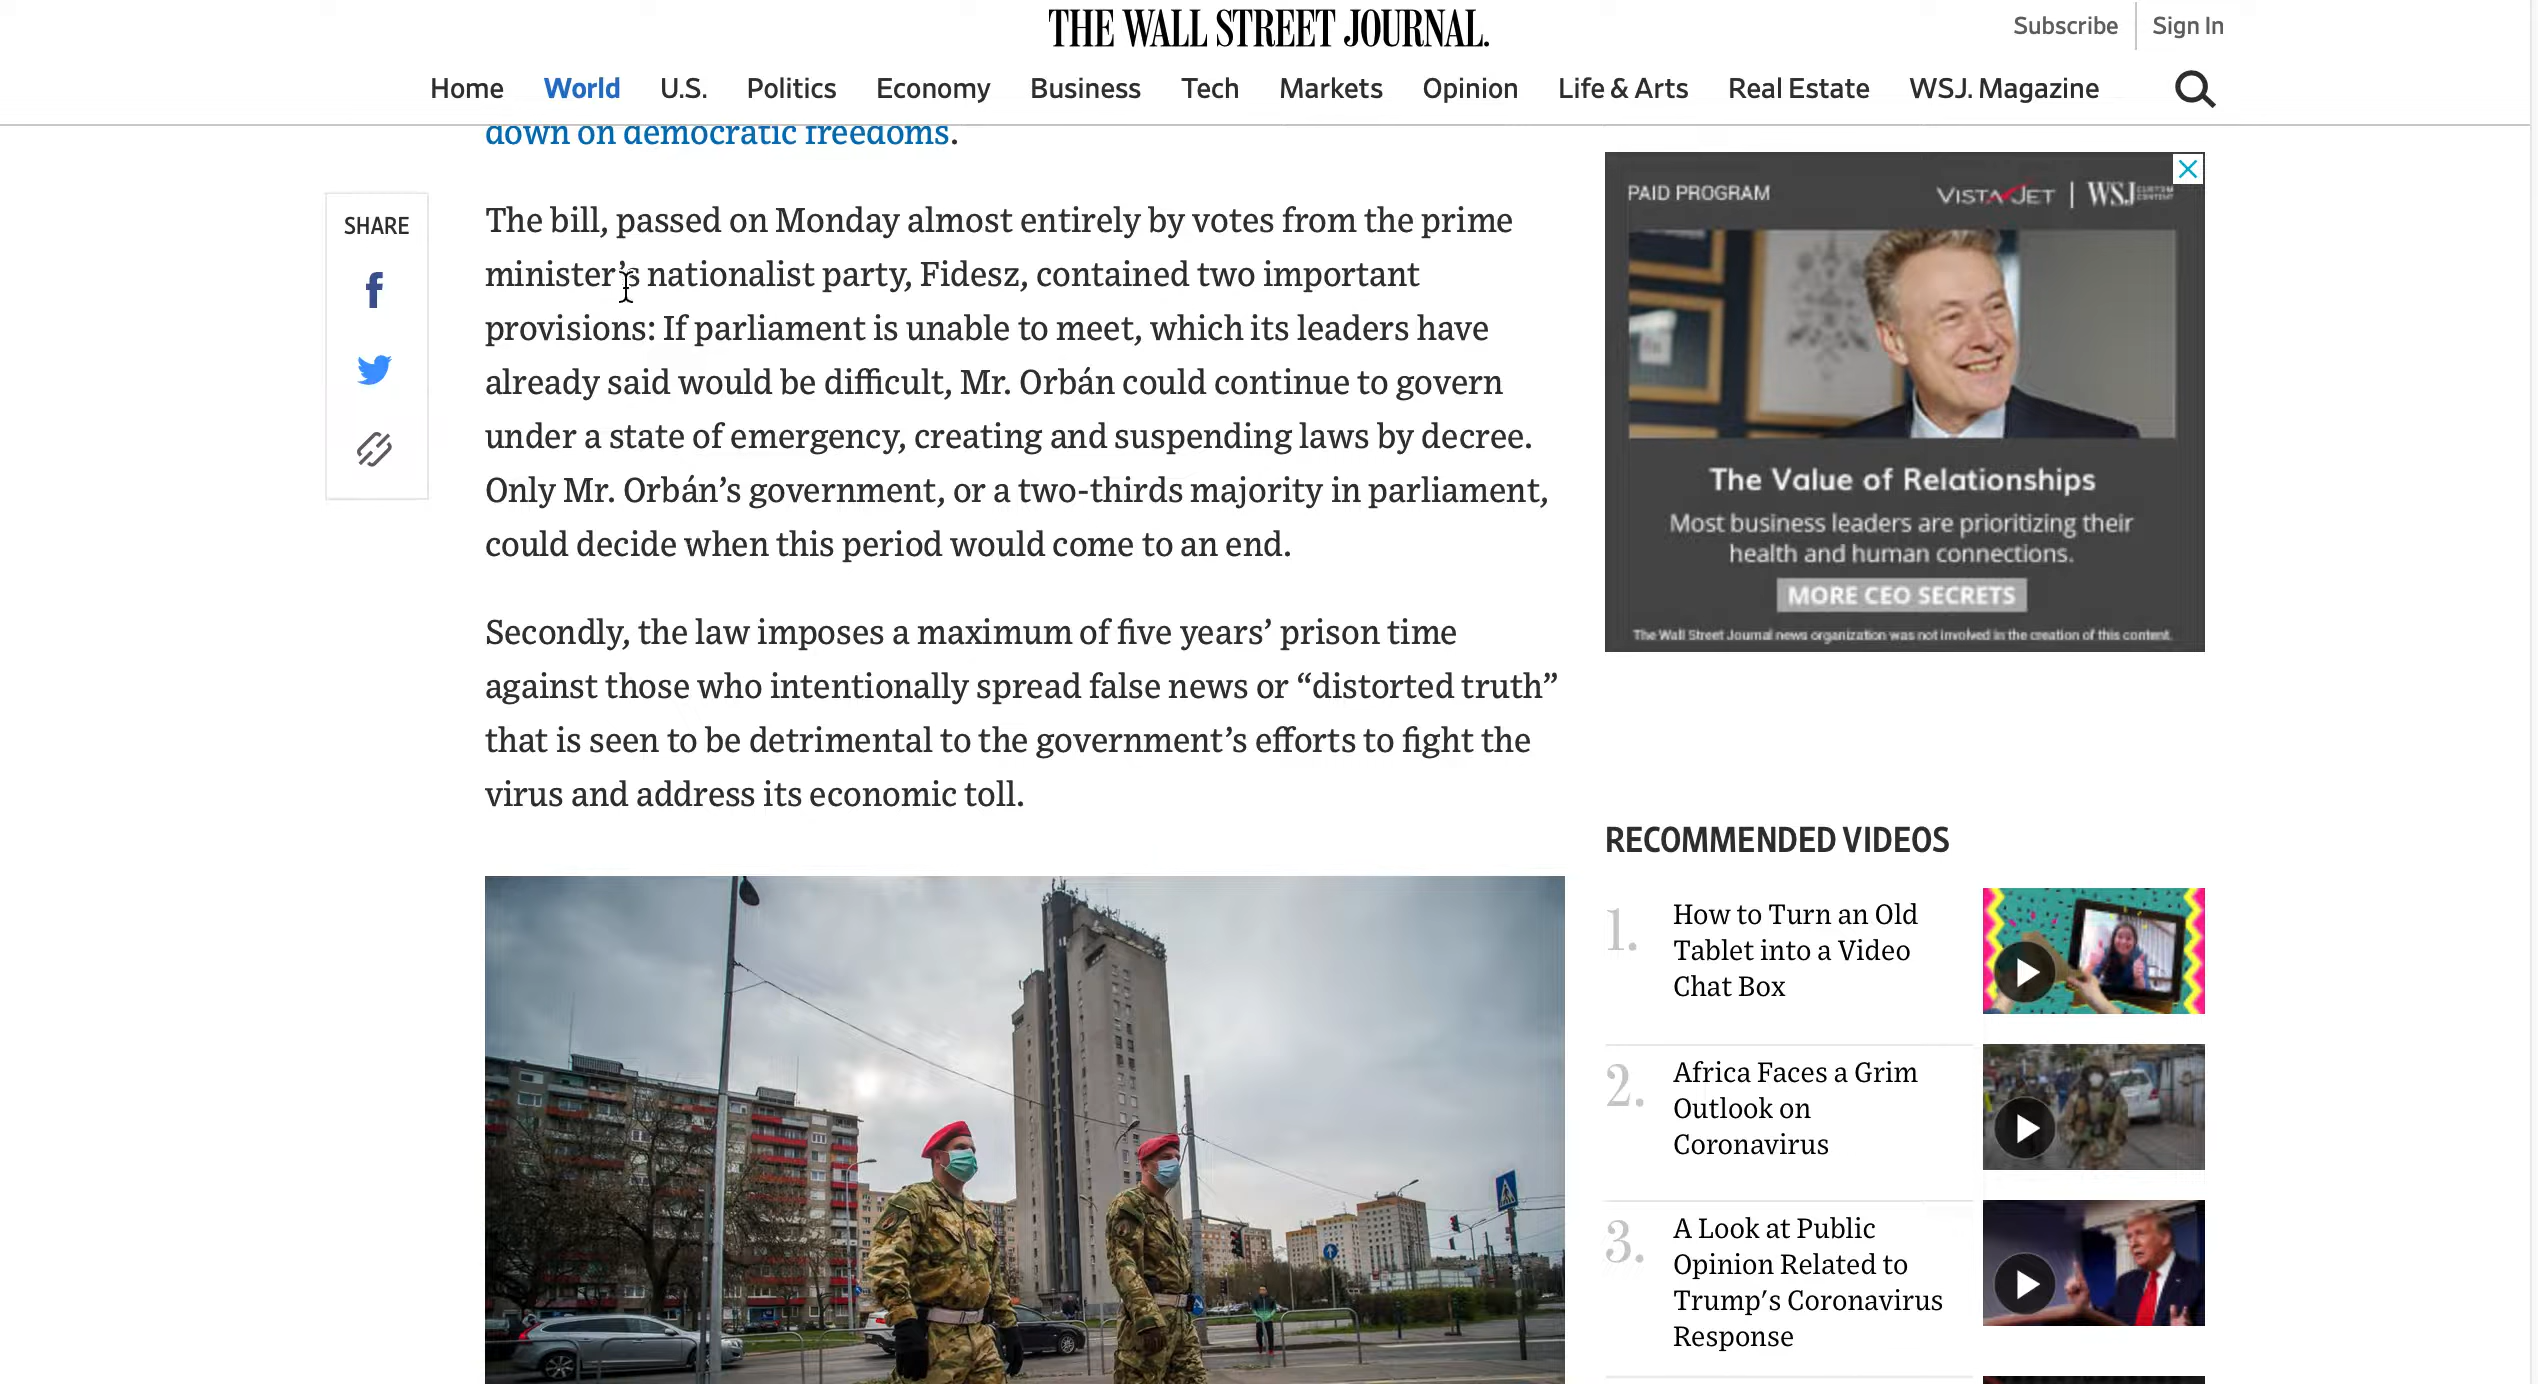 THE WALL STREET JOURNAL.
Subscribe
Sign In
Home World U.S. Politics Economy Business Tech Markets Opinion Life & Arts Real Estate WSJ. Magazine
down on democratic freedoms.
SHARE
The bill, passed on Monday almost entirely by votes from the prime
minister’s nationalist party, Fidesz, contained two important
provisions: If parliament is unable to meet, which its leaders have
already said would be difficult, Mr. Orbán could continue to govern
under a state of emergency, creating and suspending laws by decree.
Only Mr. Orbán’s government, or a two-thirds majority in parliament,
could decide when this period would come to an end.
Secondly, the law imposes a maximum of five years’ prison time
against those who intentionally spread false news or “distorted truth”
that is seen to be detrimental to the government’s efforts to fight the
virus and address its economic toll.
PAID PROGRAM
VISTAJET | WSJ CUSTOM CONTENT
The Value of Relationships
Most business leaders are prioritizing their
health and human connections.
MORE CEO SECRETS
The Wall Street Journal news organization was not involved in the creation of this content.
RECOMMENDED VIDEOS
1. How to Turn an Old
Tablet into a Video
Chat Box
2. Africa Faces a Grim
Outlook on
Coronavirus
3. A Look at Public
Opinion Related to
Trump's Coronavirus
Response